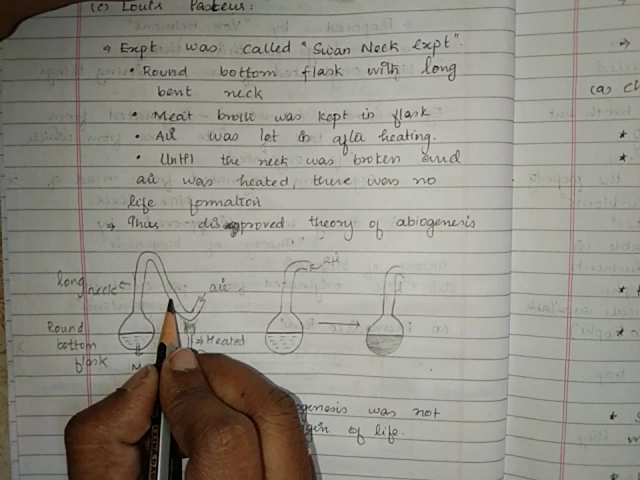 (c) Louis Pasteur:
→ Expt was called "Swan Neck expt".
• Round bottom flask with long
bent neck
• Meat broth was kept in flask
• Air was let in after heating.
• Until the neck was broken and
air was heated, there was no
life formation
→ Thus disapproved theory of abiogenesis
long neck ← air air
Round
bottom
flask
→ Heated
M
genesis was not
origin of life.
(a) Ch